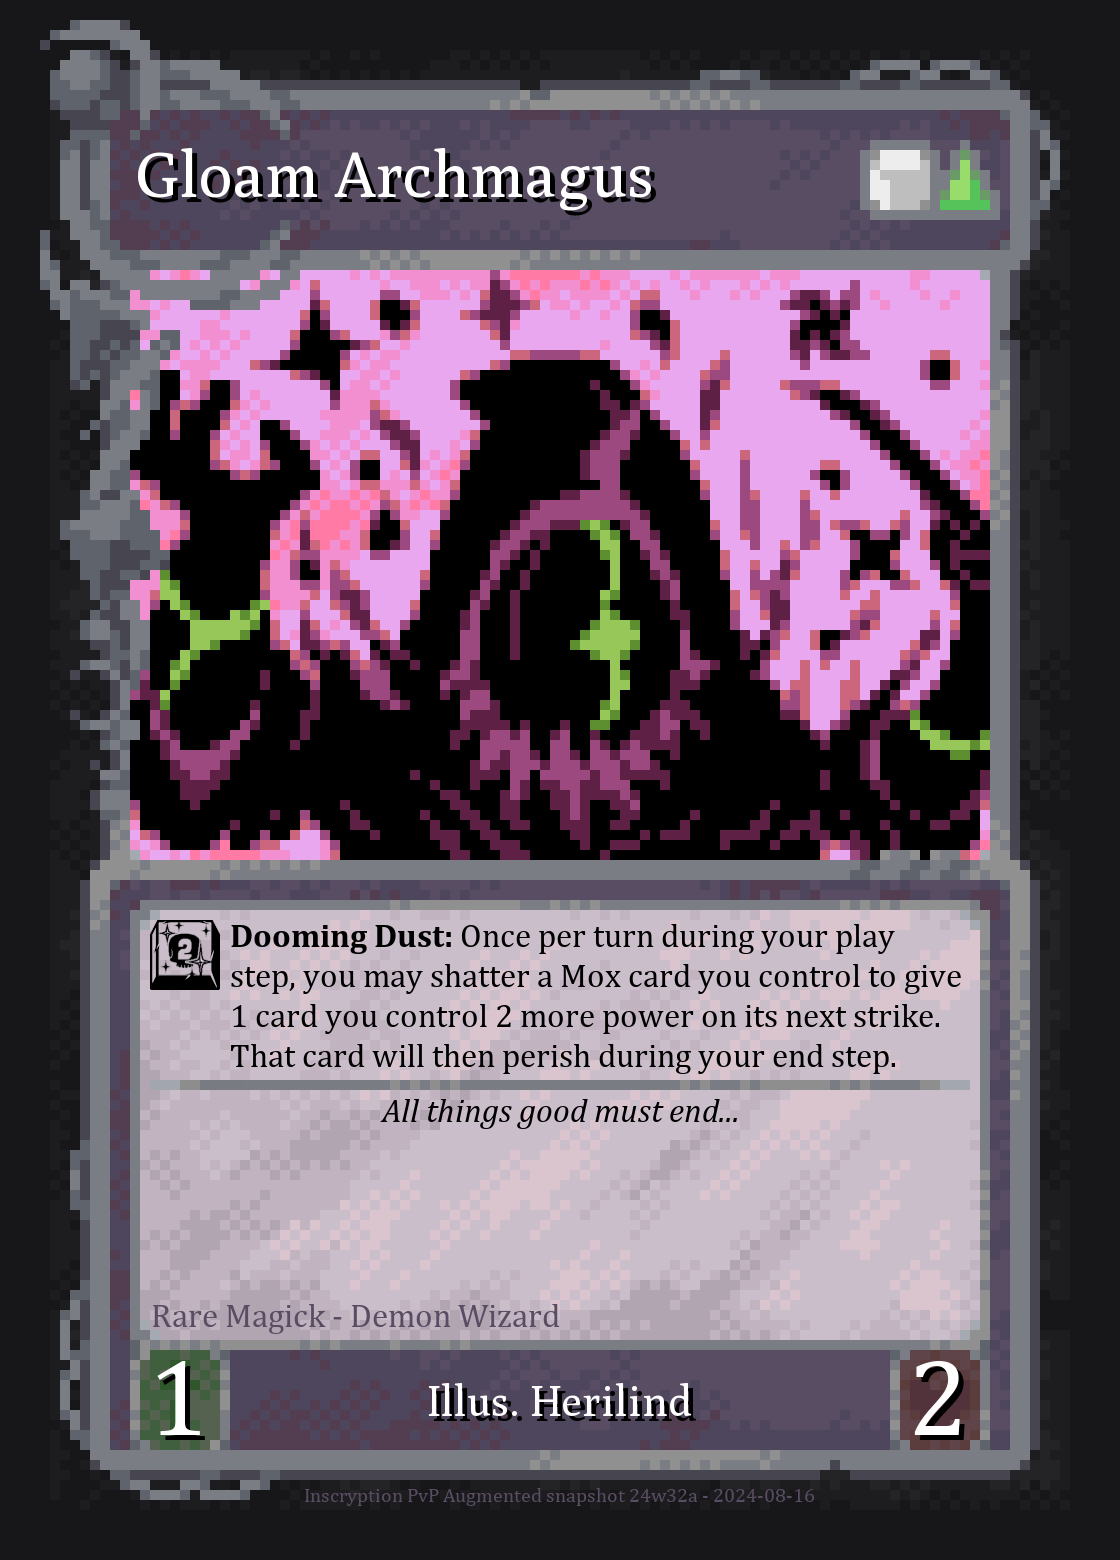 Gloam Archmagus
Dooming Dust: Once per turn during your play
step, you may shatter a Mox card you control to give
1 card you control 2 more power on its next strike.
That card will then perish during your end step.
All things good must end...
Rare Magick - Demon Wizard
1
Illus. Herilind
2
Inscryption PvP Augmented snapshot 24w32a - 2024-08-16